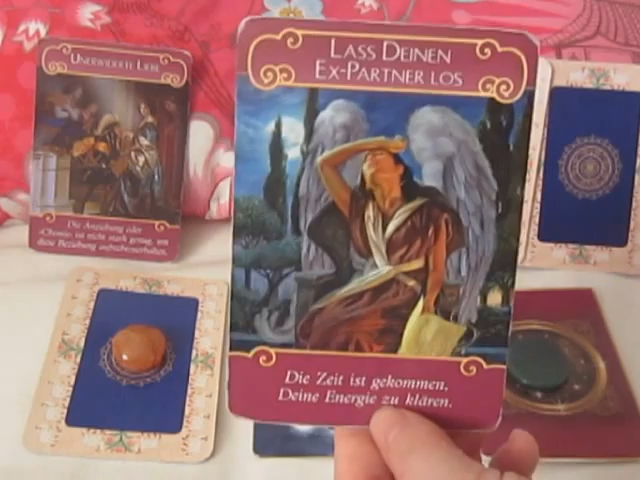 UNERWIDERTE LIEBE
Die Anziehung oder
»Chemie« ist nicht stark genug, um
diese Beziehung aufrechtzuerhalten.
LASS DEINEN
EX-PARTNER LOS
Die Zeit ist gekommen,
Deine Energie zu klären.